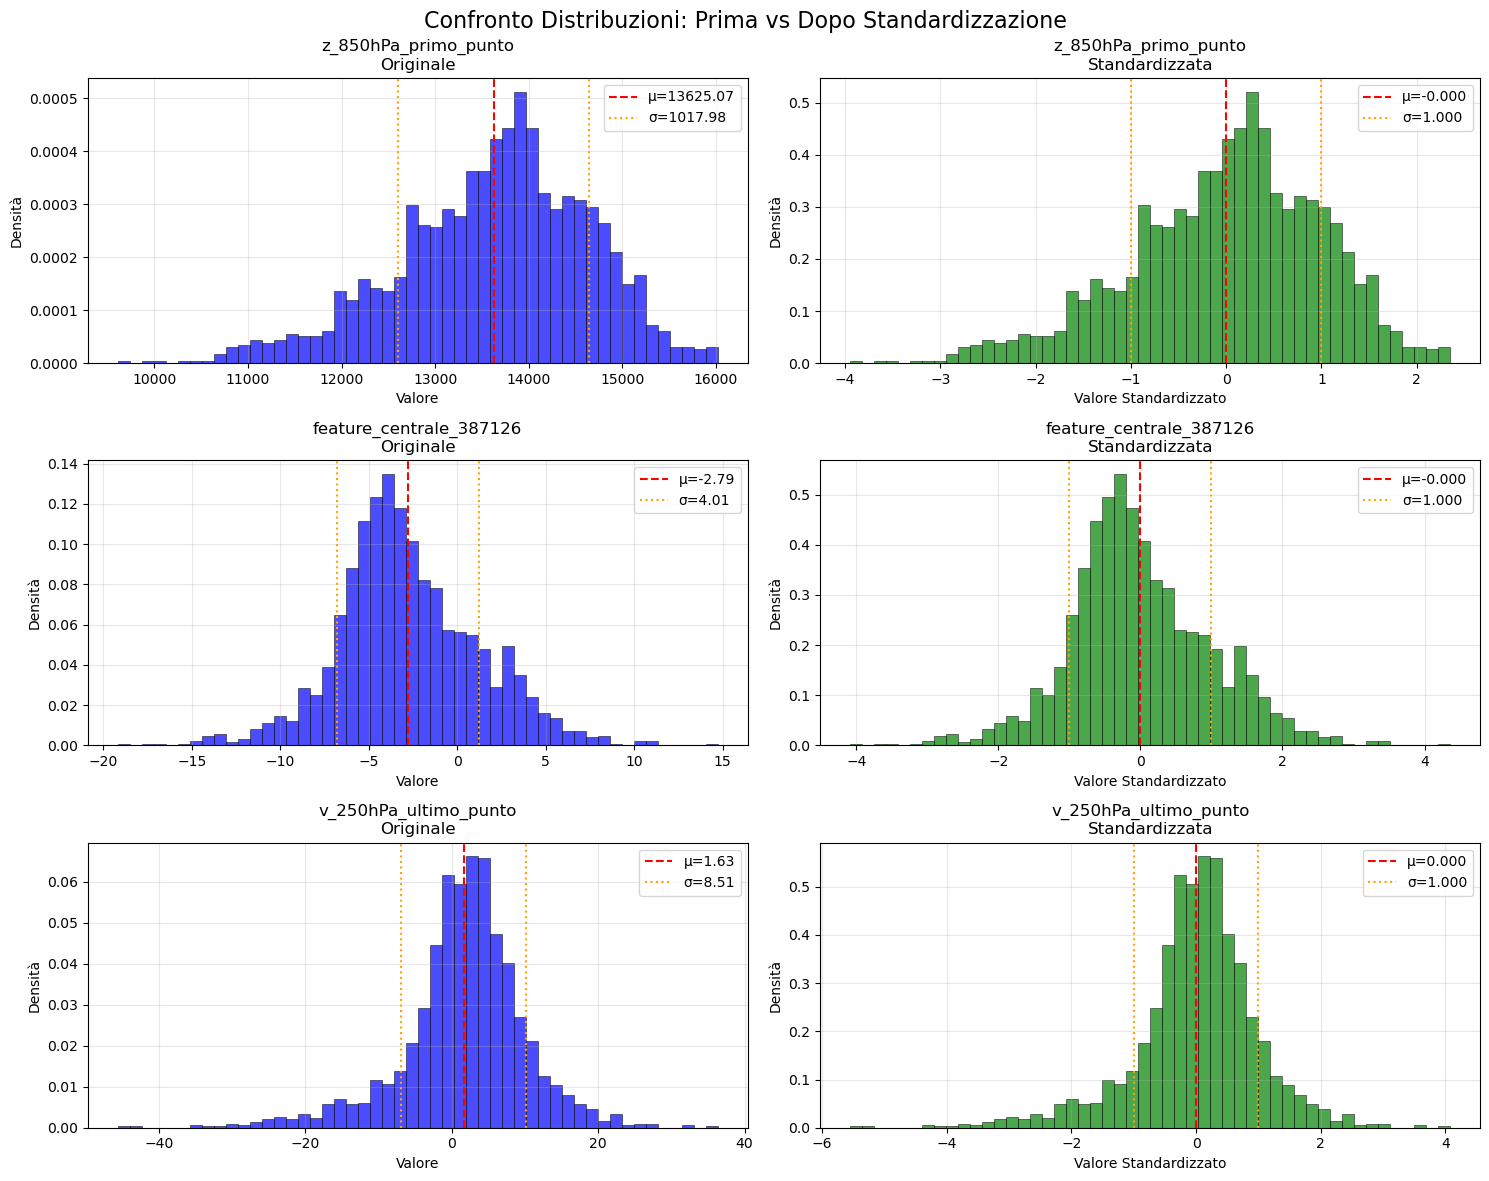 Confronto Distribuzioni: Prima vs Dopo Standardizzazione
z_850hPa_primo_punto
Originale
μ=13625.07
σ=1017.98
Densità
0.0005
0.0004
0.0003
0.0002
0.0001
0.0000
10000 11000 12000 13000 14000 15000 16000
Valore
z_850hPa_primo_punto
Standardizzata
μ=-0.000
σ=1.000
Densità
0.5
0.4
0.3
0.2
0.1
0.0
−4 −3 −2 −1 0 1 2
Valore Standardizzato
feature_centrale_387126
Originale
μ=-2.79
σ=4.01
Densità
0.14
0.12
0.10
0.08
0.06
0.04
0.02
0.00
−20 −15 −10 −5 0 5 10 15
Valore
feature_centrale_387126
Standardizzata
μ=-0.000
σ=1.000
Densità
0.5
0.4
0.3
0.2
0.1
0.0
−4 −2 0 2 4
Valore Standardizzato
v_250hPa_ultimo_punto
Originale
μ=1.63
σ=8.51
Densità
0.06
0.05
0.04
0.03
0.02
0.01
0.00
−40 −20 0 20 40
Valore
v_250hPa_ultimo_punto
Standardizzata
μ=0.000
σ=1.000
Densità
0.5
0.4
0.3
0.2
0.1
0.0
−6 −4 −2 0 2 4
Valore Standardizzato